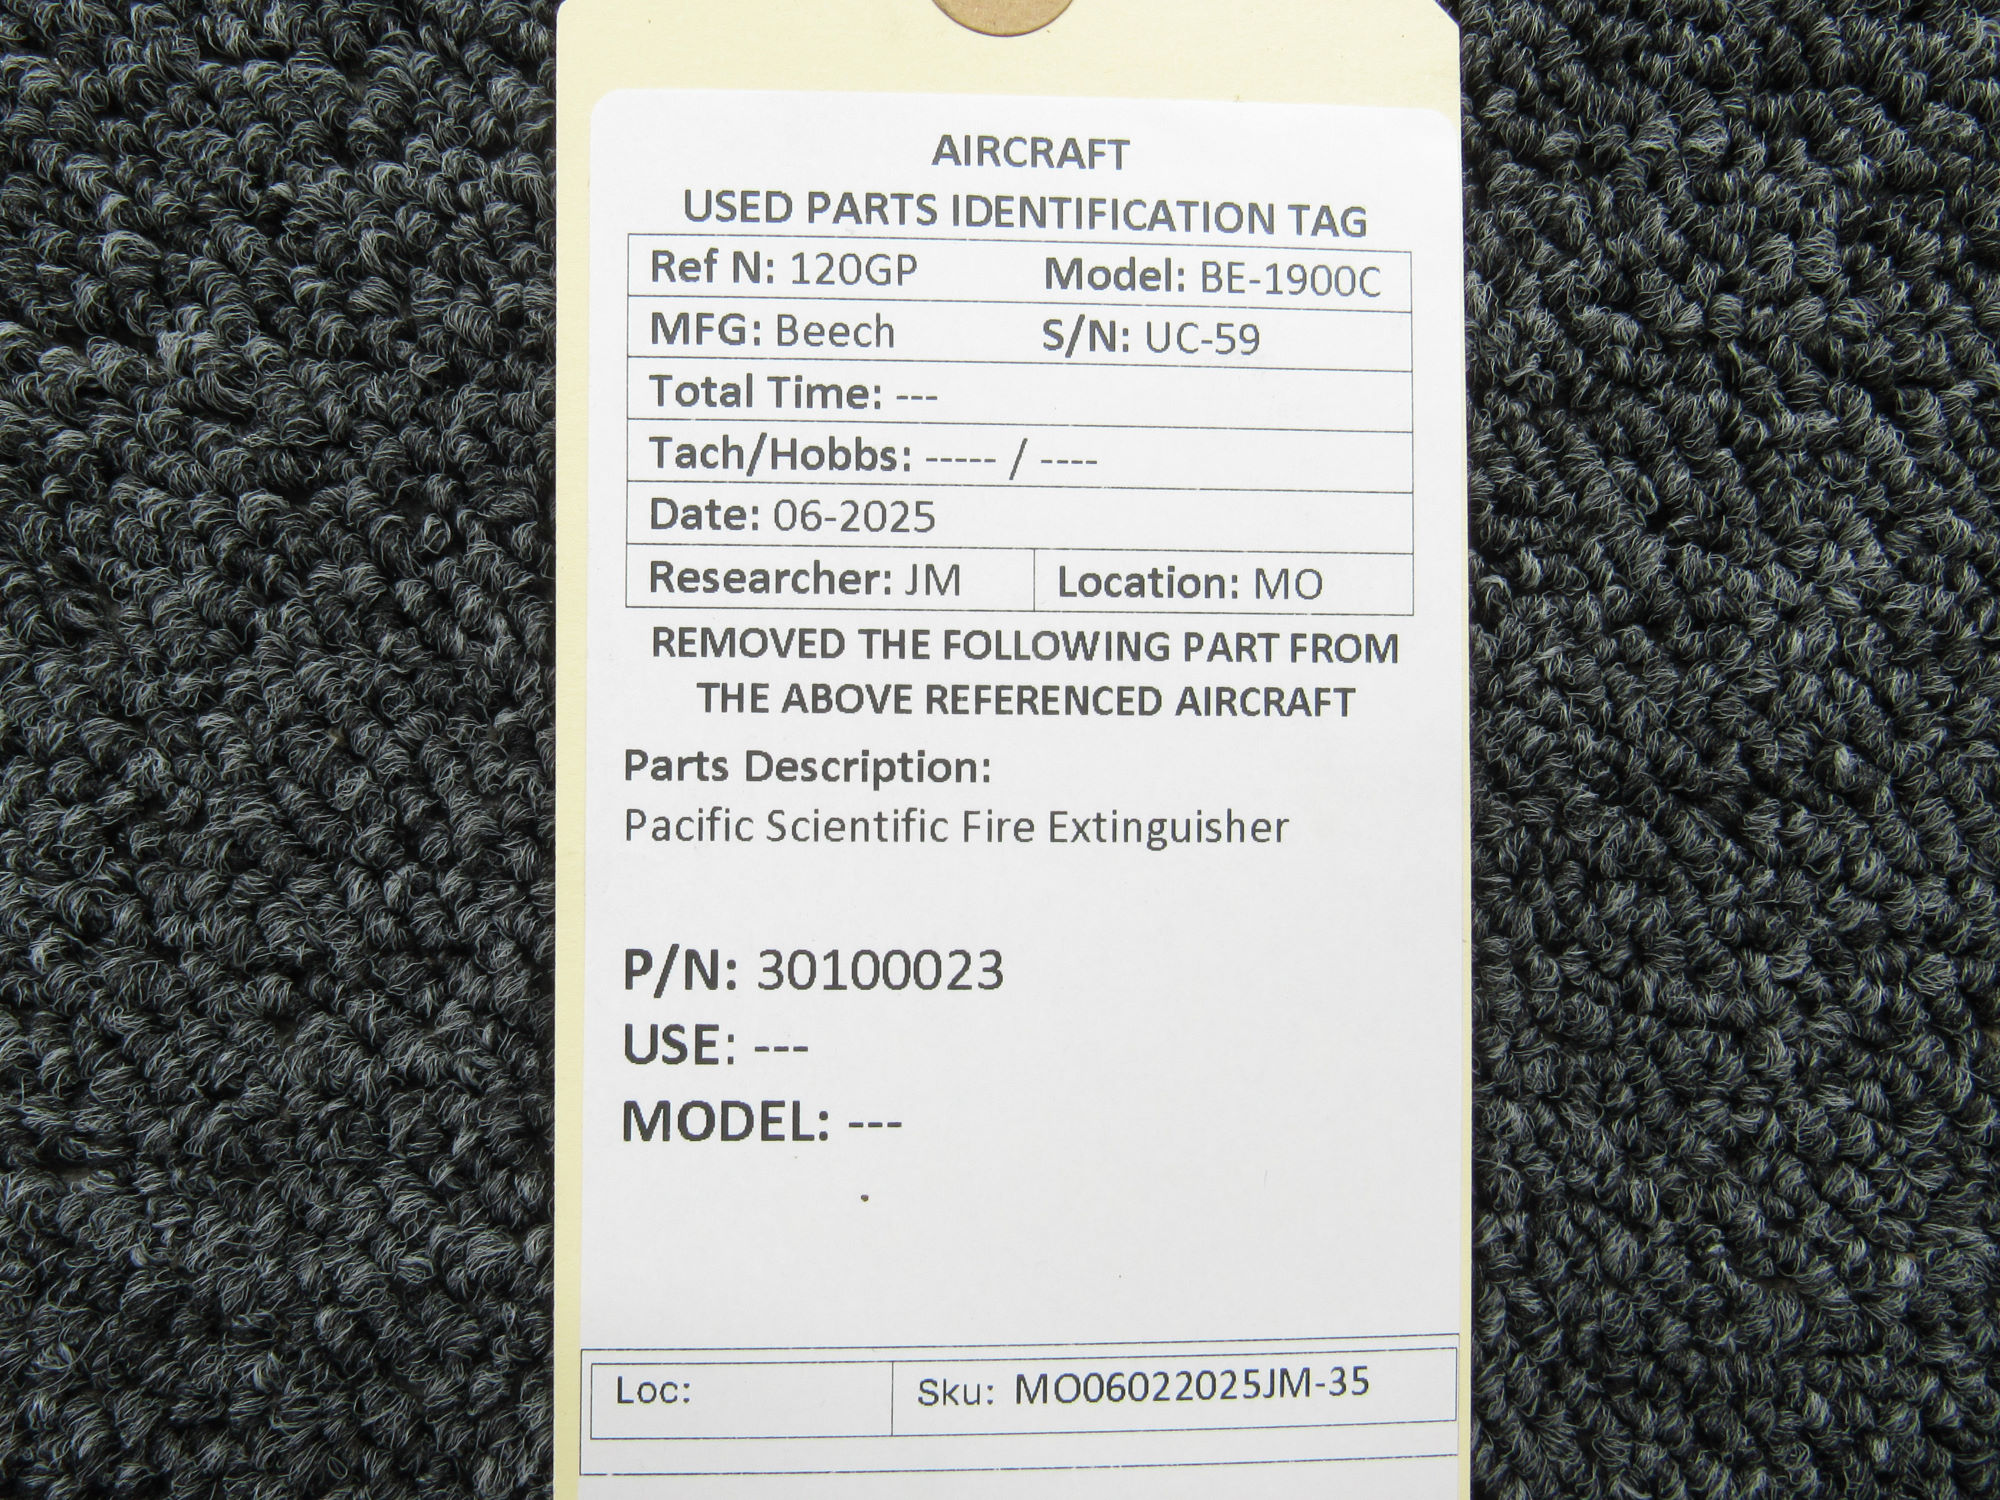 AIRCRAFT
USED PARTS IDENTIFICATION TAG
Ref N: 120GP Model: BE-1900C
MFG: Beech S/N: UC-59
Total Time: ---
Tach/Hobbs: ----- / ----
Date: 06-2025
Researcher: JM Location: MO
REMOVED THE FOLLOWING PART FROM
THE ABOVE REFERENCED AIRCRAFT
Parts Description:
Pacific Scientific Fire Extinguisher
P/N: 30100023
USE: ---
MODEL: ---
Loc: Sku: MO06022025JM-35